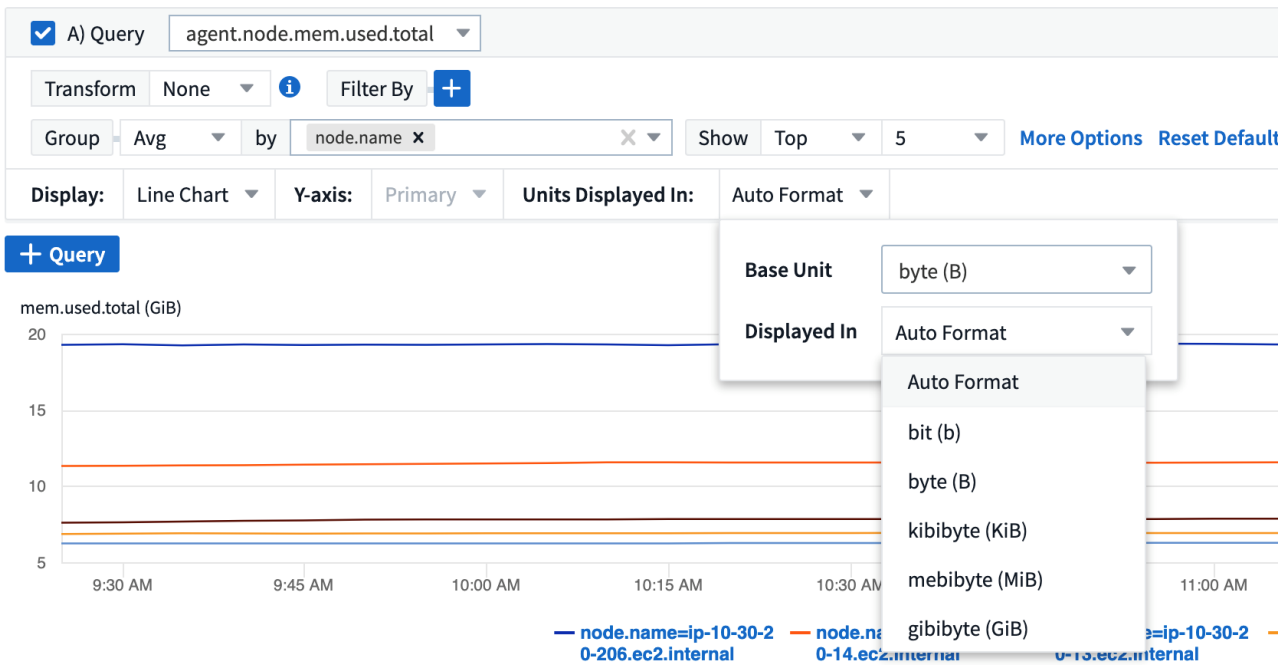 A) Query agent.node.mem.used.total
Transform None Filter By +
Group Avg by node.name × Show Top 5 More Options Reset Default
Display: Line Chart Y-axis: Primary Units Displayed In: Auto Format
+ Query
Base Unit byte (B)
Displayed In Auto Format
Auto Format
bit (b)
byte (B)
kibibyte (KiB)
mebibyte (MiB)
gibibyte (GiB)
mem.used.total (GiB)
20
15
10
5
9:30 AM 9:45 AM 10:00 AM 10:15 AM 10:30 AM 11:00 AM
node.name=ip-10-30-2
0-206.ec2.internal
node.na
0-14.ec2.internal
e=ip-10-30-2
0-13.ec2.internal